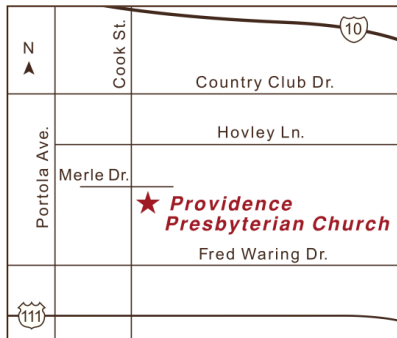 10
N
Cook St.
Country Club Dr.
Hovley Ln.
Portola Ave.
Merle Dr.
Providence
Presbyterian Church
Fred Waring Dr.
111